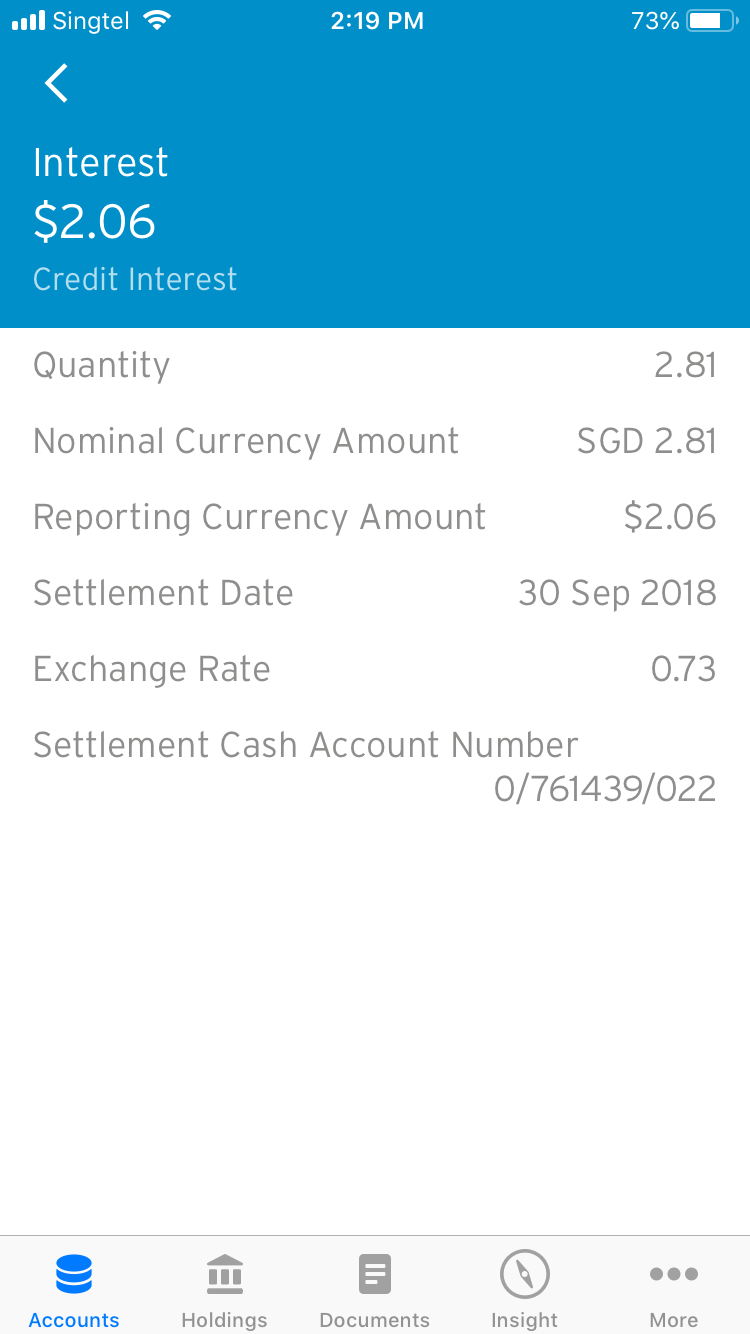 Singtel 2:19 PM 73%
Interest
$2.06
Credit Interest
Quantity 2.81
Nominal Currency Amount SGD 2.81
Reporting Currency Amount $2.06
Settlement Date 30 Sep 2018
Exchange Rate 0.73
Settlement Cash Account Number
0/761439/022
Accounts Holdings Documents Insight More